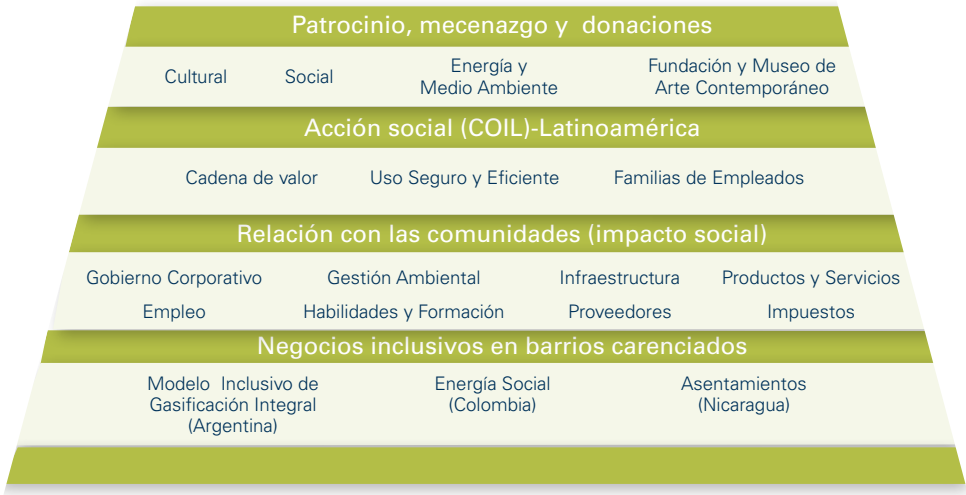 Patrocinio, mecenazgo y donaciones
Cultural Social Energía y Medio Ambiente Fundación y Museo de Arte Contemporáneo
Acción social (COIL)-Latinoamérica
Cadena de valor Uso Seguro y Eficiente Familias de Empleados
Relación con las comunidades (impacto social)
Gobierno Corporativo Gestión Ambiental Infraestructura Productos y Servicios
Empleo Habilidades y Formación Proveedores Impuestos
Negocios inclusivos en barrios carenciados
Modelo Inclusivo de Gasificación Integral (Argentina) Energía Social (Colombia) Asentamientos (Nicaragua)